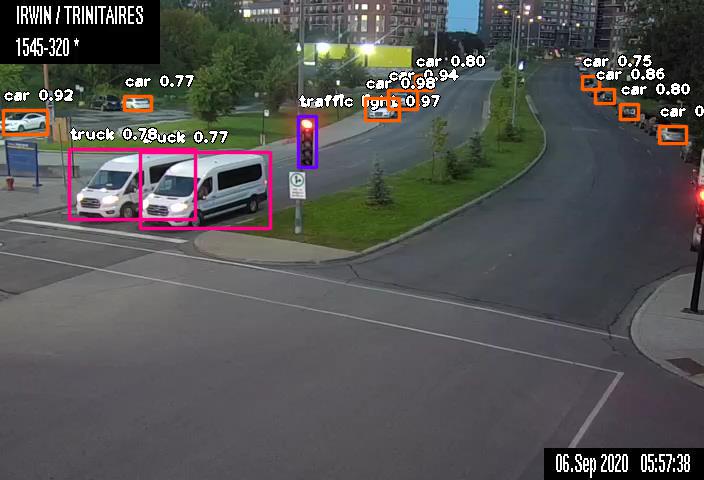 IRWIN / TRINITAIRES
1545-320 *
car 0.80
car 0.75
car 0.77
car 0.98
0.94
car 0.86
car 0.92
traffic light 0.97
car 0.80
car 0
truck 0.78
truck 0.77
06.Sep 2020 05:57:38